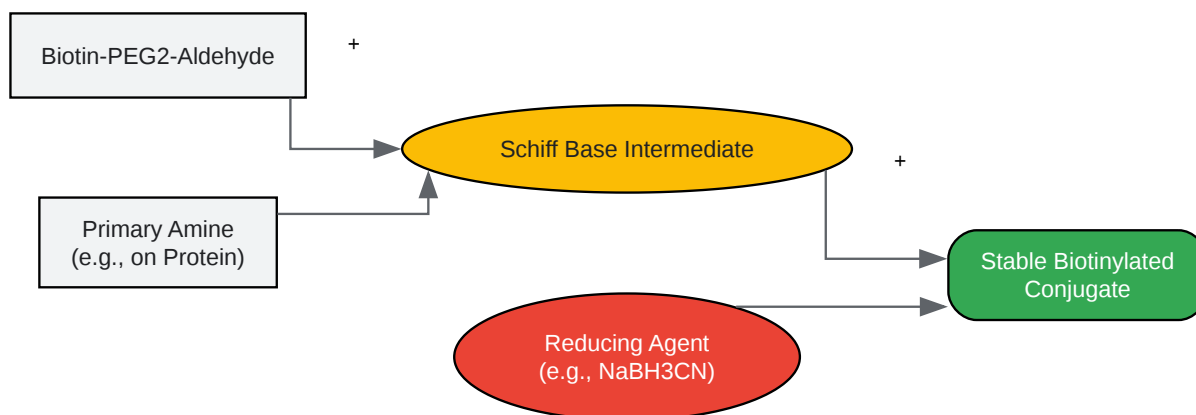 Biotin-PEG2-Aldehyde
+
Schiff Base Intermediate
+
Primary Amine
(e.g., on Protein)
Stable Biotinylated
Conjugate
Reducing Agent
(e.g., NaBH3CN)